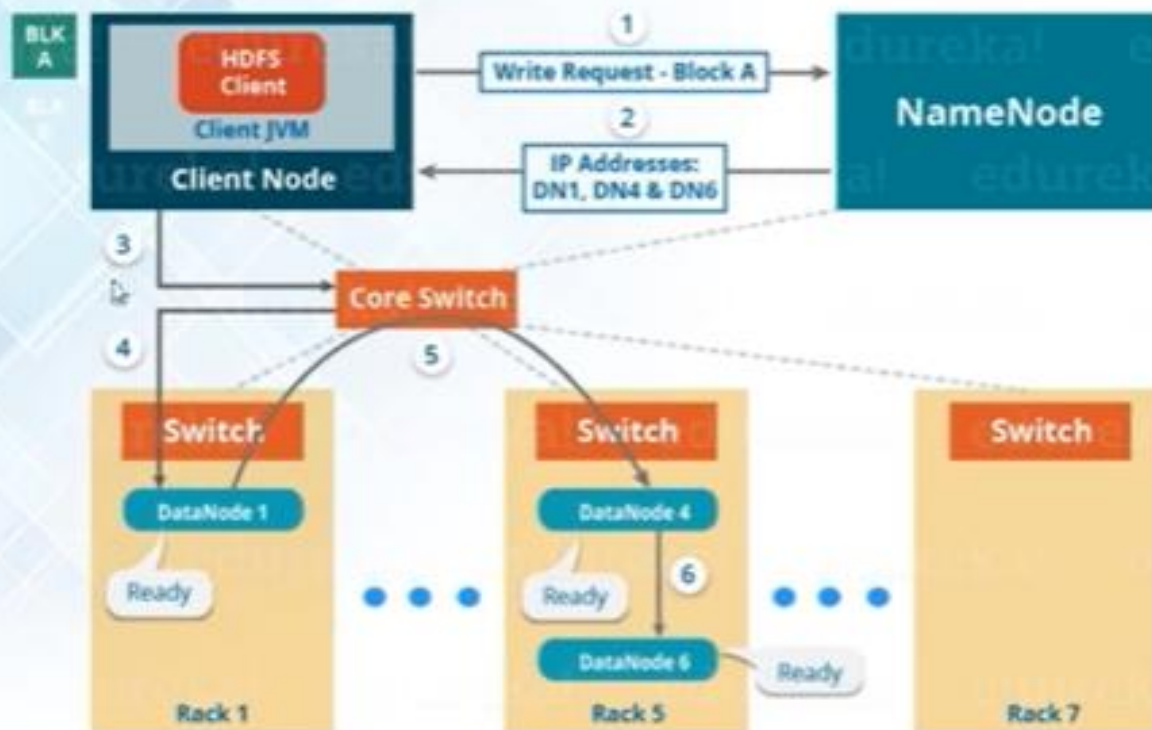 BLK
A
HDFS
Client
Client JVM
Client Node
1
Write Request - Block A
2
IP Addresses:
DN1, DN4 & DN6
NameNode
edureka!
3
Core Switch
4
5
Switch
Switch
Switch
DataNode 1
DataNode 4
Ready
Ready
6
DataNode 6
Ready
Rack 1
Rack 5
Rack 7